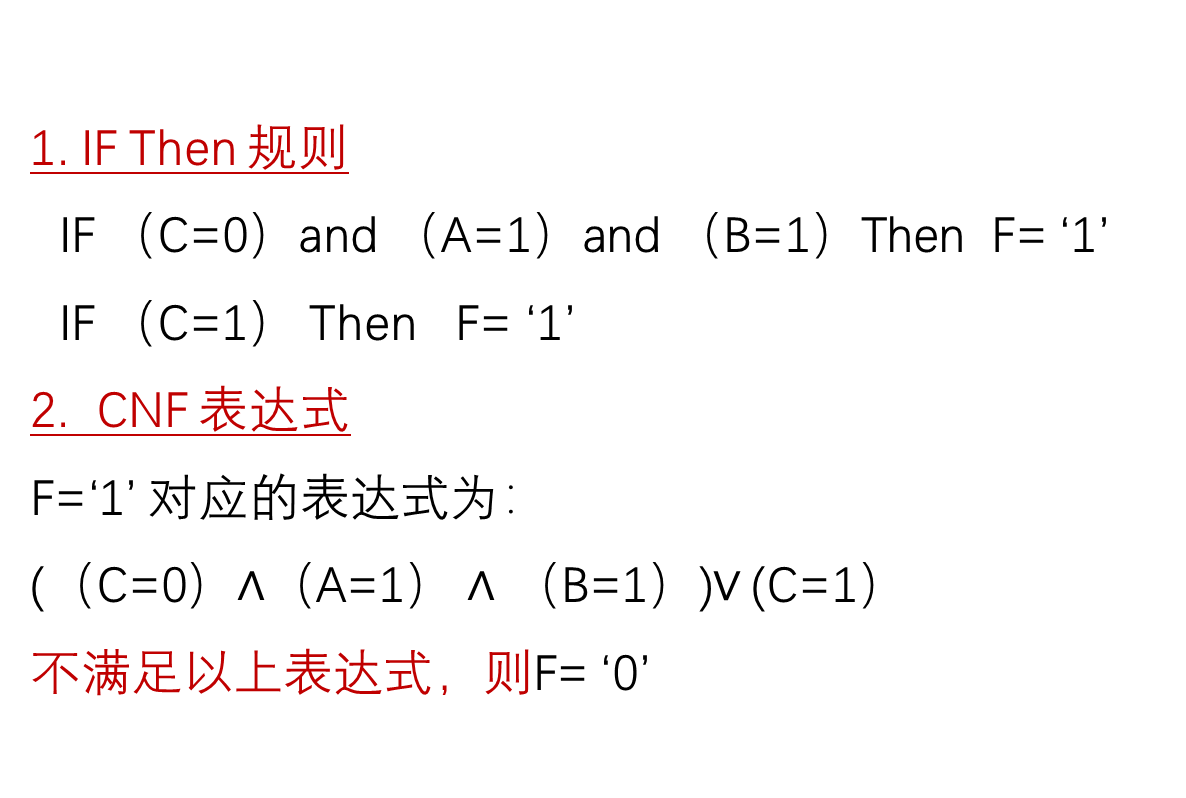 1. IF Then 规则
IF （C=0）and （A=1）and （B=1）Then F= ‘1’
IF （C=1） Then F= ‘1’
2. CNF 表达式
F=‘1’ 对应的表达式为：
(（C=0）∧（A=1） ∧ （B=1）)∨(C=1）
不满足以上表达式，则F= ‘0’